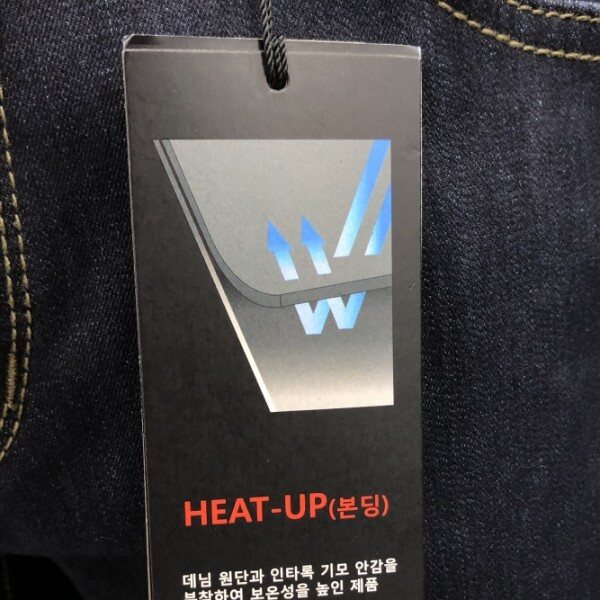 HEAT-UP(본딩)
데님 원단과 인타록 기모 안감을
부착하여 보온성을 높인 제품